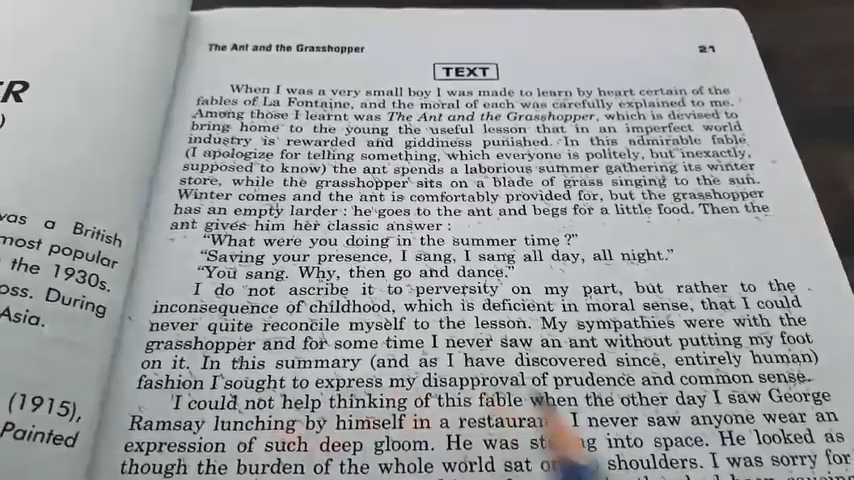 The Ant and the Grasshopper
21
TEXT
When I was a very small boy I was made to learn by heart certain of the
fables of La Fontaine, and the moral of each was carefully explained to me.
Among those I learnt was The Ant and the Grasshopper, which is devised to
bring home to the young the useful lesson that in an imperfect world
industry is rewarded and giddiness punished. In this admirable fable
(I apologize for telling something, which everyone is politely, but inexactly,
supposed to know) the ant spends a laborious summer gathering its winter
store, while the grasshopper sits on a blade of grass singing to the sun.
Winter comes and the ant is comfortably provided for, but the grasshopper
has an empty larder : he goes to the ant and begs for a little food. Then the
ant gives him her classic answer :
"What were you doing in the summer time ?"
"Saving your presence, I sang, I sang all day, all night."
"You sang. Why, then go and dance."
I do not ascribe it to perversity on my part, but rather to the
inconsequence of childhood, which is deficient in moral sense, that I could
never quite reconcile myself to the lesson. My sympathies were with the
grasshopper and for some time I never saw an ant without putting my foot
on it. In this summary (and as I have discovered since, entirely human)
fashion I sought to express my disapproval of prudence and common sense.
I could not help thinking of this fable when the other day I saw George
Ramsay lunching by himself in a I never saw anyone wear an
expression of such deep gloom. He was into space. He looked as
though the burden of the whole world sat shoulders. I was sorry for
R
)
was a British
most popular
the 1930s.
During
Asia.
(1915),
Painted